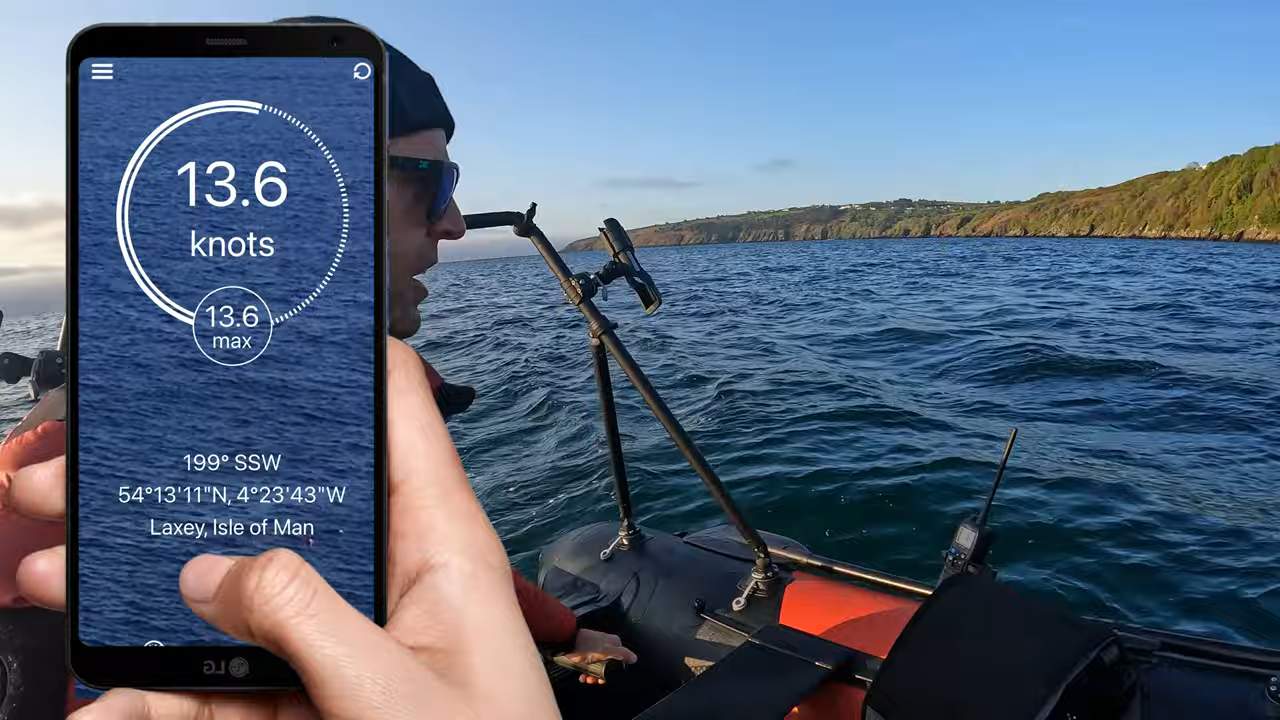 13.6
knots
13.6
max
199° SSW
54°13'11"N, 4°23'43"W
Laxey, Isle of Man
LG